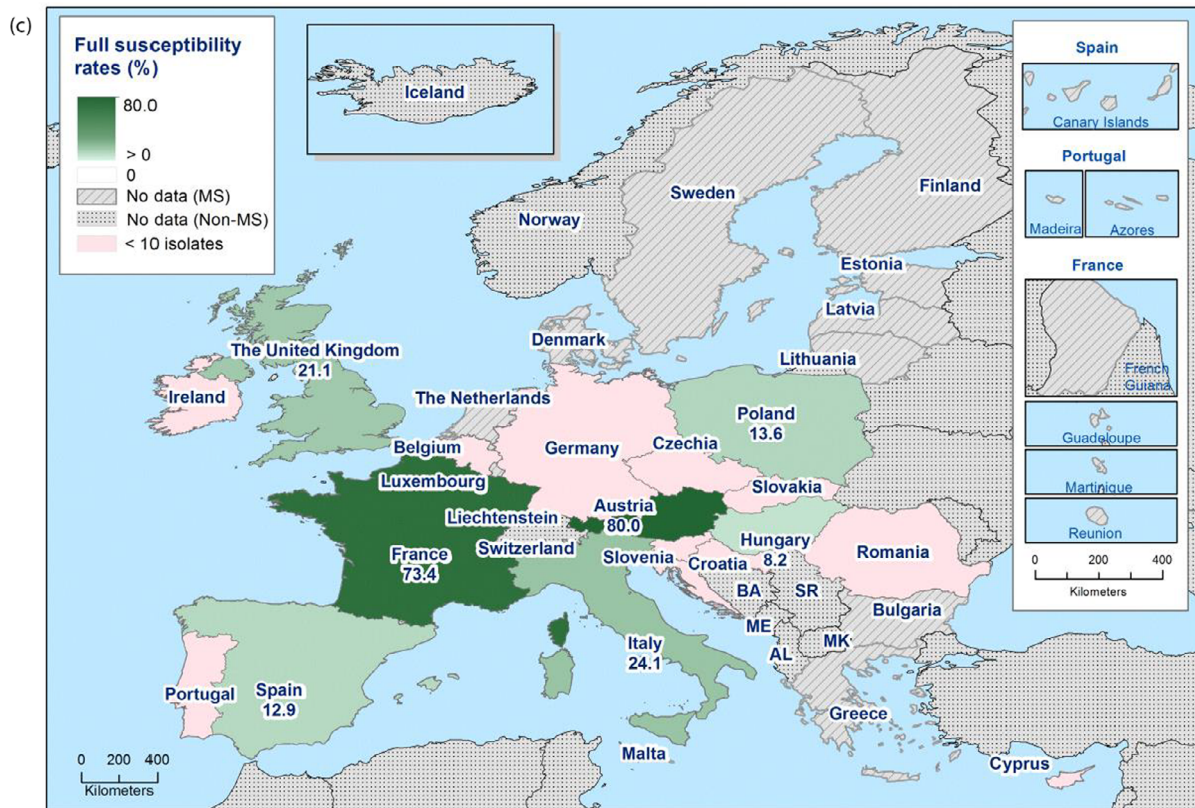 (c)
Full susceptibility
rates (%)
80.0
> 0
0
No data (MS)
No data (Non-MS)
< 10 isolates
Iceland
Spain
Canary Islands
Portugal
Madeira
Azores
France
French
Guiana
Guadeloupe
Martinique
Reunion
0
200
400
Kilometers
Norway
Sweden
Finland
Estonia
Latvia
Lithuania
Denmark
The United Kingdom
21.1
Ireland
The Netherlands
Belgium
Germany
Poland
13.6
Czechia
Luxembourg
Slovakia
Liechtenstein
Austria
80.0
Switzerland
Hungary
8.2
France
73.4
Slovenia
Croatia
Romania
BA
SR
Bulgaria
ME
MK
AL
Italy
24.1
Portugal
Spain
12.9
Greece
Malta
Cyprus
0 200 400
Kilometers